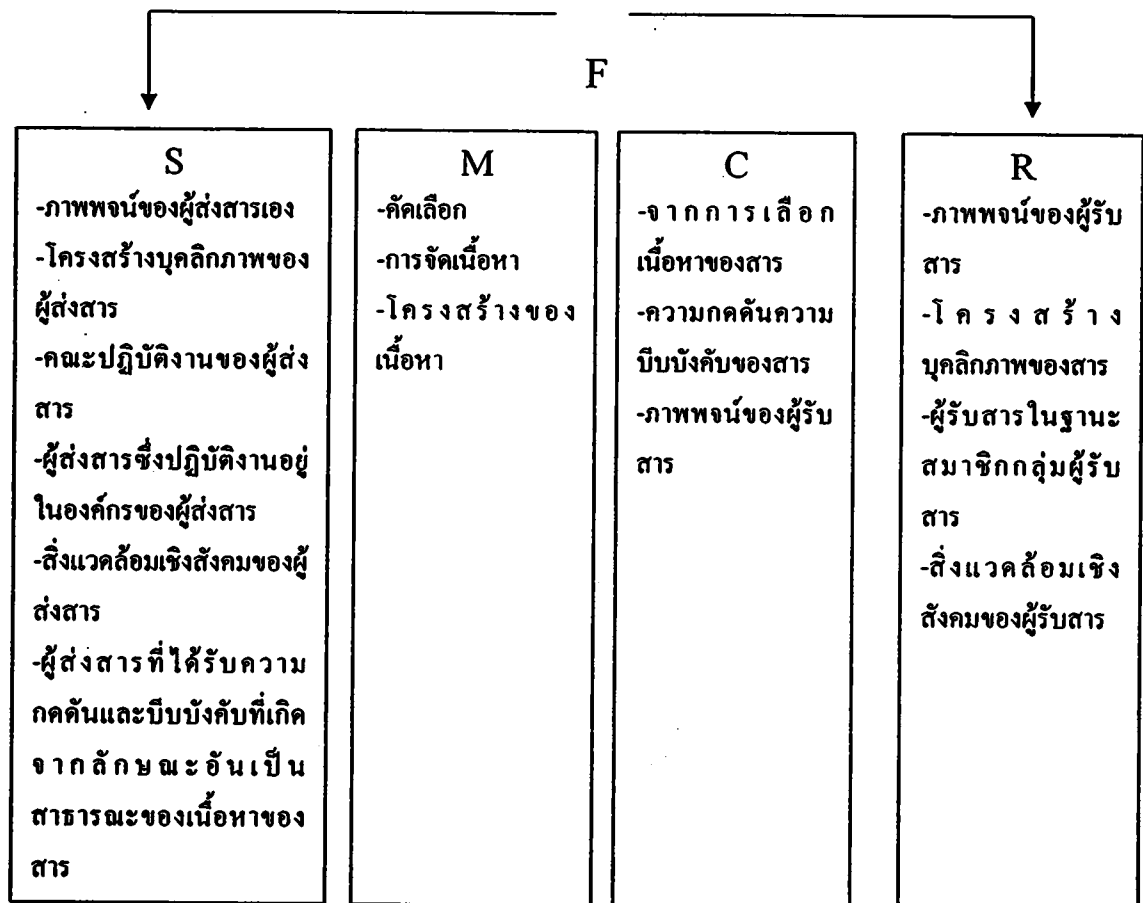 F
S
-ภาพพจน์ของผู้ส่งสารเอง
-โครงสร้างบุคลิกภาพของ
ผู้ส่งสาร
-คณะปฏิบัติงานของผู้ส่ง
สาร
-ผู้ส่งสารซึ่งปฏิบัติงานอยู่
ในองค์กรของผู้ส่งสาร
-สิ่งแวดล้อมเชิงสังคมของผู้
ส่งสาร
-ผู้ส่งสารที่ได้รับความ
กดดันและบีบบังคับที่เกิด
จากลักษณะอันเป็น
สาธารณะของเนื้อหาของ
สาร
M
-คัดเลือก
-การจัดเนื้อหา
-โครงสร้างของ
เนื้อหา
C
-จากการเลือก
เนื้อหาของสาร
-ความกดดันความ
บีบบังคับของสาร
-ภาพพจน์ของผู้รับ
สาร
R
-ภาพพจน์ของผู้รับ
สาร
-โครงสร้าง
บุคลิกภาพของสาร
-ผู้รับสารในฐานะ
สมาชิกกลุ่มผู้รับ
สาร
-สิ่งแวดล้อมเชิง
สังคมของผู้รับสาร